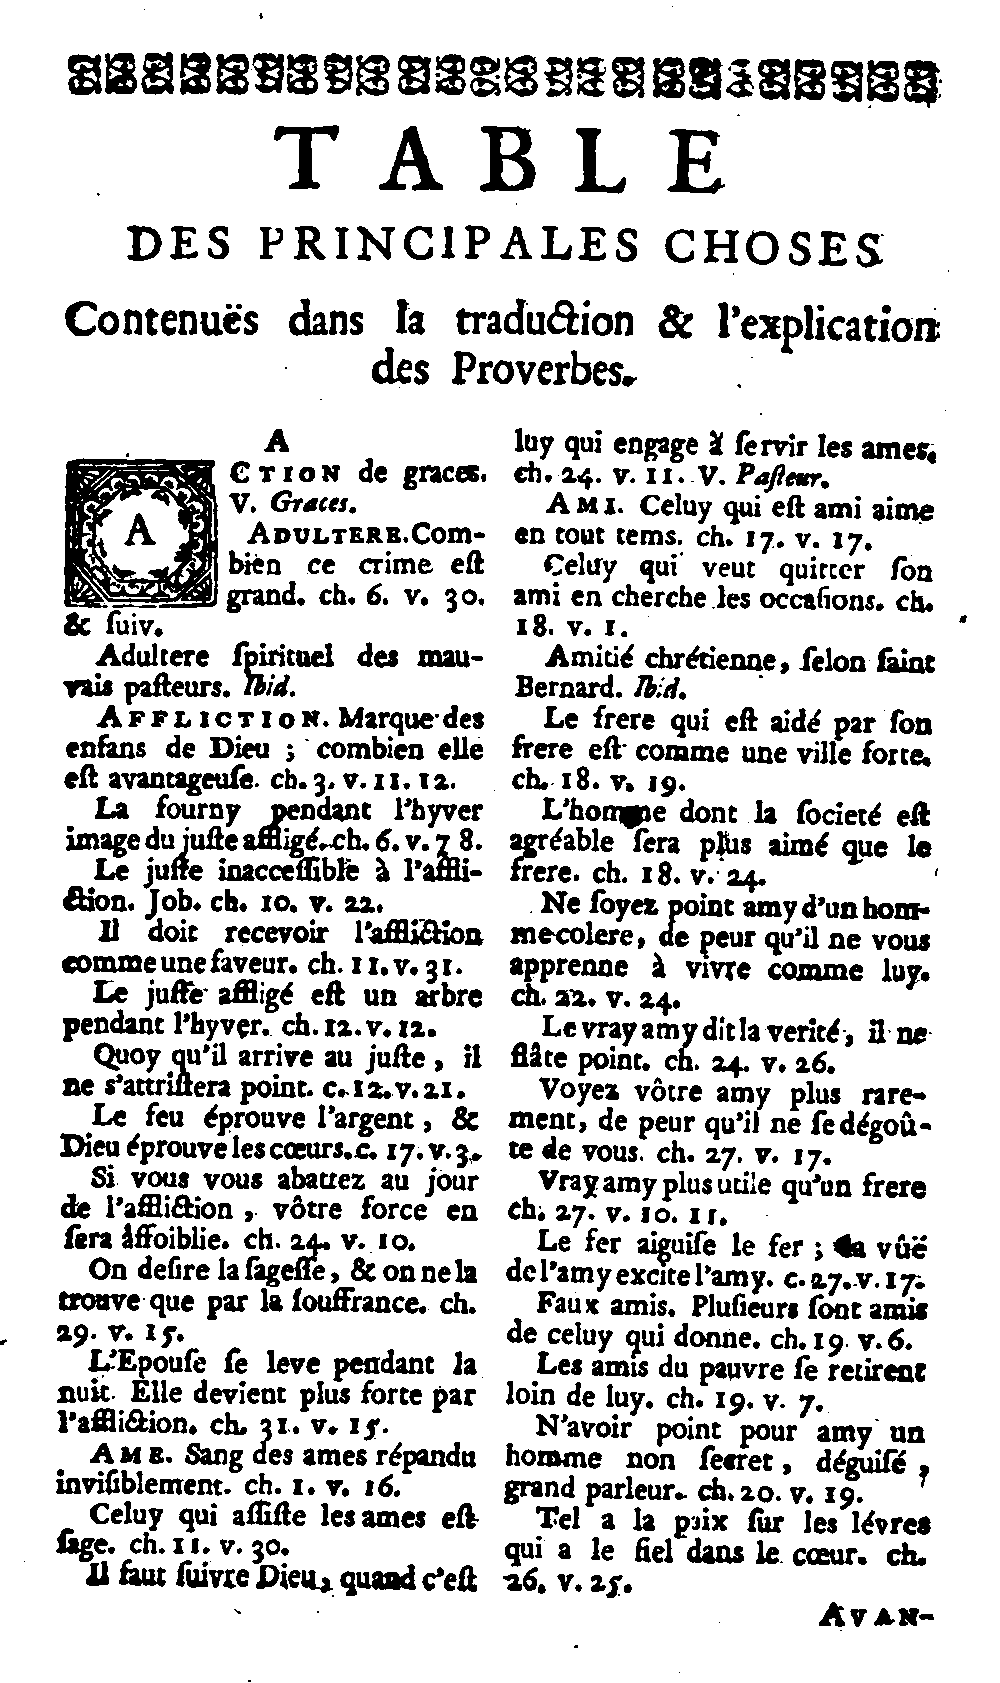 TABLE
DES PRINCIPALES CHOSES
Contenuës dans la traduction & l'explication
des Proverbes.
A
ACTION de graces.
V. Graces.
ADULTERE. Com-
bien ce crime eſt
grand. ch. 6. v. 30.
& ſuiv.
Adultere ſpirituel des mau-
vais paſteurs. Ibid.
AFFLICTION. Marque des
enfans de Dieu ; combien elle
eſt avantageuſe. ch. 3. v. 11. 12.
La fourny pendant l'hyver
image du juſte affligé. ch. 6. v. 7 8.
Le juſte inacceſſible à l'affli-
ction. Job. ch. 10. v. 22.
Il doit recevoir l'affliction
comme une faveur. ch. 11. v. 31.
Le juſte affligé eſt un arbre
pendant l'hyver. ch. 12. v. 12.
Quoy qu'il arrive au juſte, il
ne s'attriſtera point. c. 12. v. 21.
Le feu éprouve l'argent, &
Dieu éprouve les cœurs. c. 17. v. 3.
Si vous vous abattez au jour
de l'affliction, vôtre force en
ſera affoiblie. ch. 24. v. 10.
On deſire la ſageſſe, & on ne la
trouve que par la ſouffrance. ch.
29. v. 15.
L'Epouſe ſe leve pendant la
nuit. Elle devient plus forte par
l'affliction. ch. 31. v. 15.
AME. Sang des ames répandu
inviſiblement. ch. 1. v. 16.
Celuy qui aſſiſte les ames eſt
ſage. ch. 11. v. 30.
Il faut ſuivre Dieu, quand c'eſt
luy qui engage à ſervir les ames.
ch. 24. v. 11. V. Paſteur.
AMI. Celuy qui eſt ami aime
en tout tems. ch. 17. v. 17.
Celuy qui veut quitter ſon
ami en cherche les occaſions. ch.
18. v. 1.
Amitié chrétienne, ſelon ſaint
Bernard. Ibid.
Le frere qui eſt aidé par ſon
frere eſt comme une ville forte.
ch. 18. v. 19.
L'homme dont la ſocieté eſt
agréable ſera plus aimé que le
frere. ch. 18. v. 24.
Ne ſoyez point amy d'un hom-
me colere, de peur qu'il ne vous
apprenne à vivre comme luy.
ch. 22. v. 24.
Le vray amy dit la verité, il ne
flâte point. ch. 24. v. 26.
Voyez vôtre amy plus rare-
ment, de peur qu'il ne ſe dégoû-
te de vous. ch. 27. v. 17.
Vray amy plus utile qu'un frere
ch. 27. v. 10. 11.
Le fer aiguiſe le fer ; la vûë
de l'amy excite l'amy. c. 27. v. 17.
Faux amis. Pluſieurs ſont amis
de celuy qui donne. ch. 19. v. 6.
Les amis du pauvre ſe retirent
loin de luy. ch. 19. v. 7.
N'avoir point pour amy un
homme non ſecret, déguiſé,
grand parleur. ch. 20. v. 19.
Tel a la paix ſur les lévres
qui a le fiel dans le cœur. ch.
26. v. 25.
AVAN-